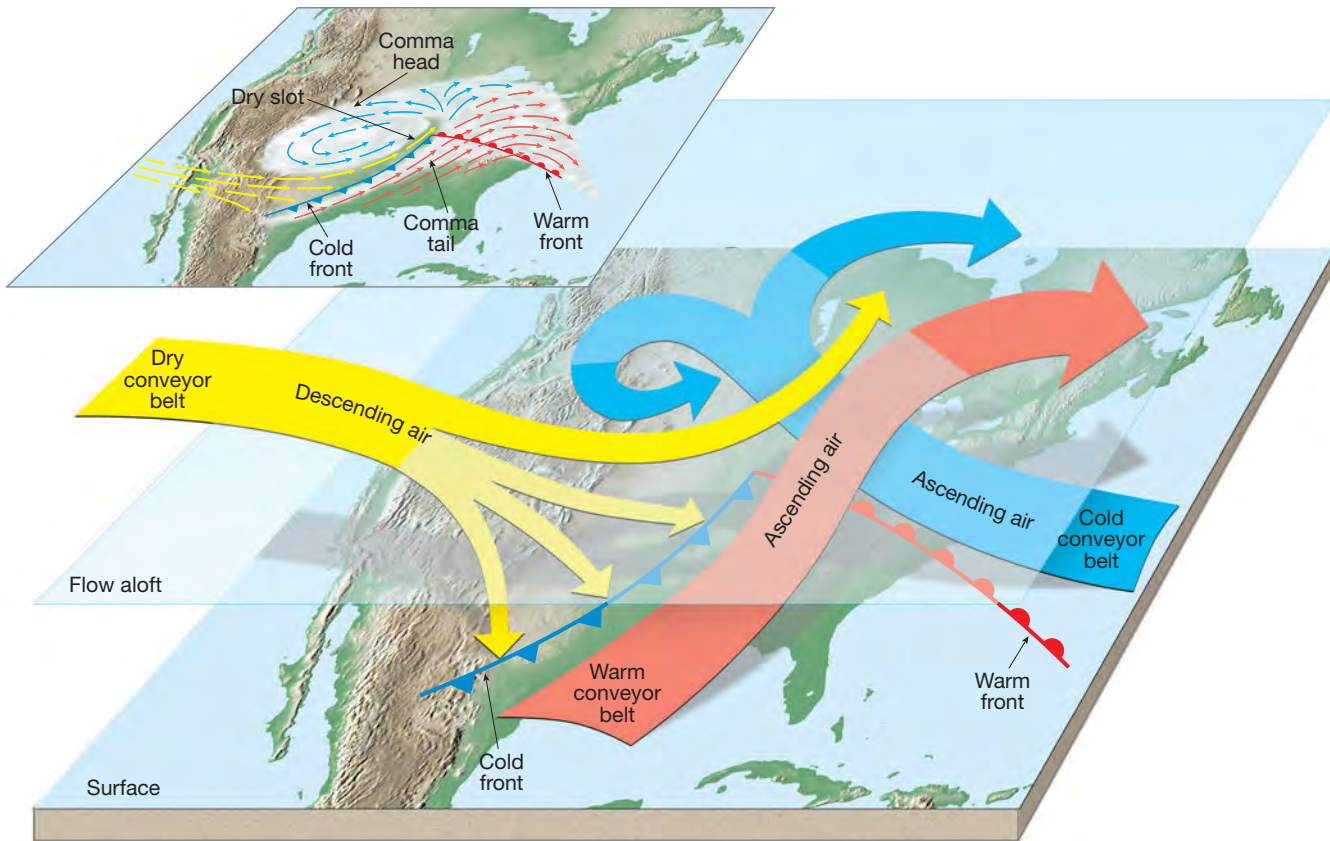 Comma
head
Dry slot
Cold
front
Comma
tail
Warm
front
Dry
conveyor
belt
Descending air
Ascending air
Ascending air
Cold
conveyor
belt
Flow aloft
Warm
conveyor
belt
Warm
front
Cold
front
Surface